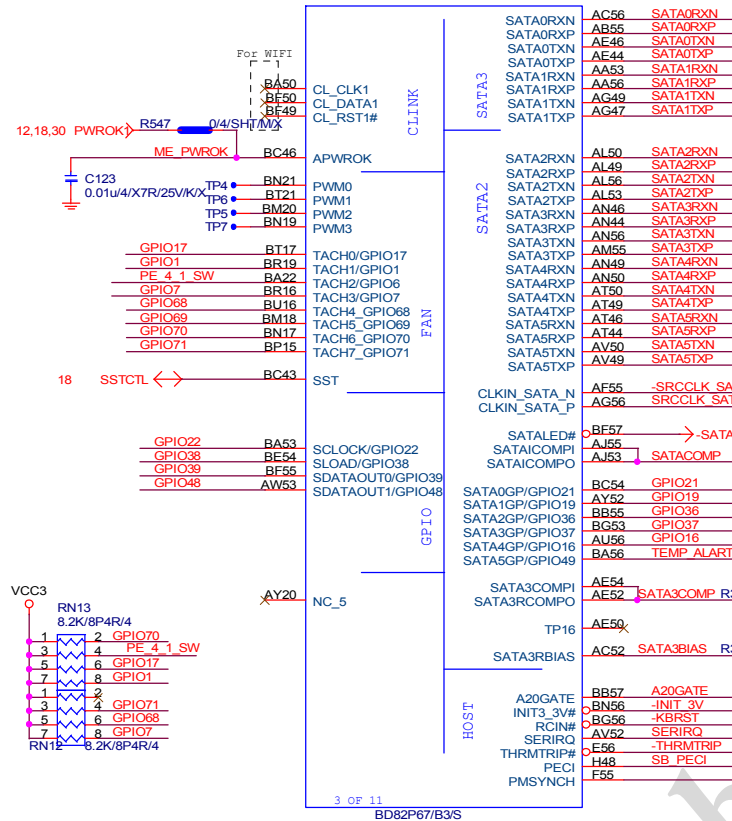 For WIFI
BA50 CL_CLK1
BF50 CL_DATA1
BF49 CL_RST1#
12,18,30 PWROK1 R547 0/4/SHT/M/X
ME_PWROK BC46 APWROK
C123
0.01u/4/X7R/25V/K/X
TP4 BN21 PWM0
TP6 BT21 PWM1
TP5 BM20 PWM2
TP7 BN19 PWM3
GPIO17 BT17 TACH0/GPIO17
GPIO1 BR19 TACH1/GPIO1
PE_4_1_SW BA22 TACH2/GPIO6
GPIO7 BR16 TACH3/GPIO7
GPIO68 BU16 TACH4_GPIO68
GPIO69 BM18 TACH5_GPIO69
GPIO70 BN17 TACH6_GPIO70
GPIO71 BP15 TACH7_GPIO71
18 SSTCTL BC43 SST
GPIO22 BA53 SCLOCK/GPIO22
GPIO38 BE54 SLOAD/GPIO38
GPIO39 BF55 SDATAOUT0/GPIO39
GPIO48 AW53 SDATAOUT1/GPIO48
AY20 NC_5
VCC3
RN13
8.2K/8P4R/4
1 2 GPIO70
3 4 PE_4_1_SW
5 6 GPIO17
7 8 GPIO1
1 2
3 4 GPIO71
5 6 GPIO68
7 8 GPIO7
RN12 8.2K/8P4R/4
CLINK
FAN
GPIO
SATA3
SATA2
HOST
SATA0RXN AC56 SATA0RXN
SATA0RXP AB55 SATA0RXP
SATA0TXN AE46 SATA0TXN
SATA0TXP AE44 SATA0TXP
SATA1RXN AA53 SATA1RXN
SATA1RXP AA56 SATA1RXP
SATA1TXN AG49 SATA1TXN
SATA1TXP AG47 SATA1TXP
SATA2RXN AL50 SATA2RXN
SATA2RXP AL49 SATA2RXP
SATA2TXN AL56 SATA2TXN
SATA2TXP AL53 SATA2TXP
SATA3RXN AN46 SATA3RXN
SATA3RXP AN44 SATA3RXP
SATA3TXN AN56 SATA3TXN
SATA3TXP AM55 SATA3TXP
SATA4RXN AN49 SATA4RXN
SATA4RXP AN50 SATA4RXP
SATA4TXN AT50 SATA4TXN
SATA4TXP AT49 SATA4TXP
SATA5RXN AT46 SATA5RXN
SATA5RXP AT44 SATA5RXP
SATA5TXN AV50 SATA5TXN
SATA5TXP AV49 SATA5TXP
CLKIN_SATA_N AF55 -SRCCLK_SA
CLKIN_SATA_P AG56 SRCCLK_SAT
SATALED# BF57 -SATA
SATAICOMPI AJ55
SATAICOMPO AJ53 SATACOMP
SATA0GP/GPIO21 BC54 GPIO21
SATA1GP/GPIO19 AY52 GPIO19
SATA2GP/GPIO36 BB55 GPIO36
SATA3GP/GPIO37 BG53 GPIO37
SATA4GP/GPIO16 AU56 GPIO16
SATA5GP/GPIO49 BA56 TEMP_ALART
SATA3COMPI AE54
SATA3RCOMPO AE52 SATA3COMP R3
TP16 AE50
SATA3RBIAS AC52 SATA3BIAS R3
A20GATE BB57 A20GATE
INIT3_3V# BN56 -INIT_3V
RCIN# BG56 -KBRST
SERIRQ AV52 SERIRQ
THRMTRIP# E56 -THRMTRIP
PECI H48 SB_PECI
PMSYNCH F55
3 OF 11
BD82P67/B3/S